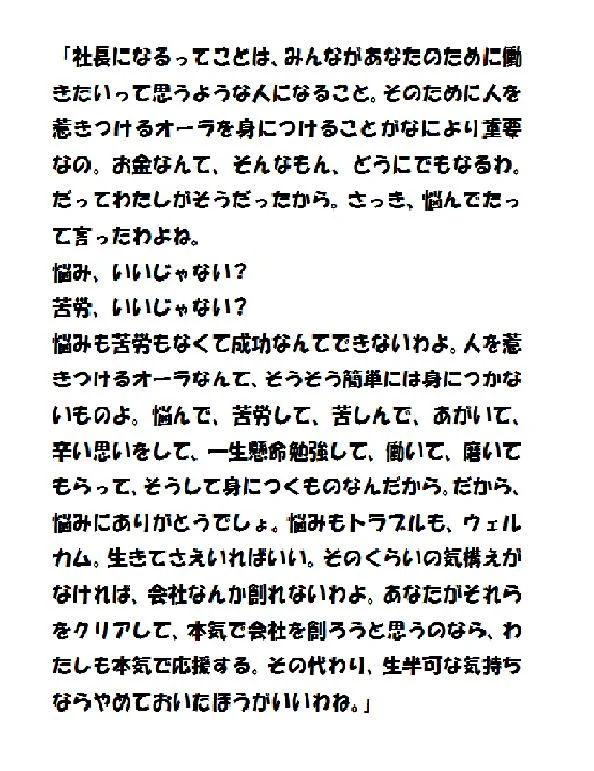 「社長になるってことは、みんながあなたのために働
きたいって思うような人になること。そのために人を
惹きつけるオーラを身につけることがなにより重要
なの。お金なんて、そんなもん、どうにでもなるわ。
だってわたしがそうだったから。さっき、悩んでたっ
て言ったわよね。
悩み、いいじゃない?
苦労、いいじゃない?
悩みも苦労もなくて成功なんてできないわよ。人を惹
きつけるオーラなんて、そうそう簡単には身につかな
いものよ。悩んで、苦労して、苦しんで、あがいて、
辛い思いをして、一生懸命勉強して、働いて、磨いて
もらって、そうして身につくものなんだから。だから、
悩みにありがとうでしょ。悩みもトラブルも、ウェル
カム。生きてさえいればいい。そのくらいの気構えが
なければ、会社なんか創れないわよ。あなたがそれら
をクリアして、本気で会社を創ろうと思うのなら、わ
たしも本気で応援する。その代わり、生半可な気持ち
ならやめておいたほうがいいわね。」